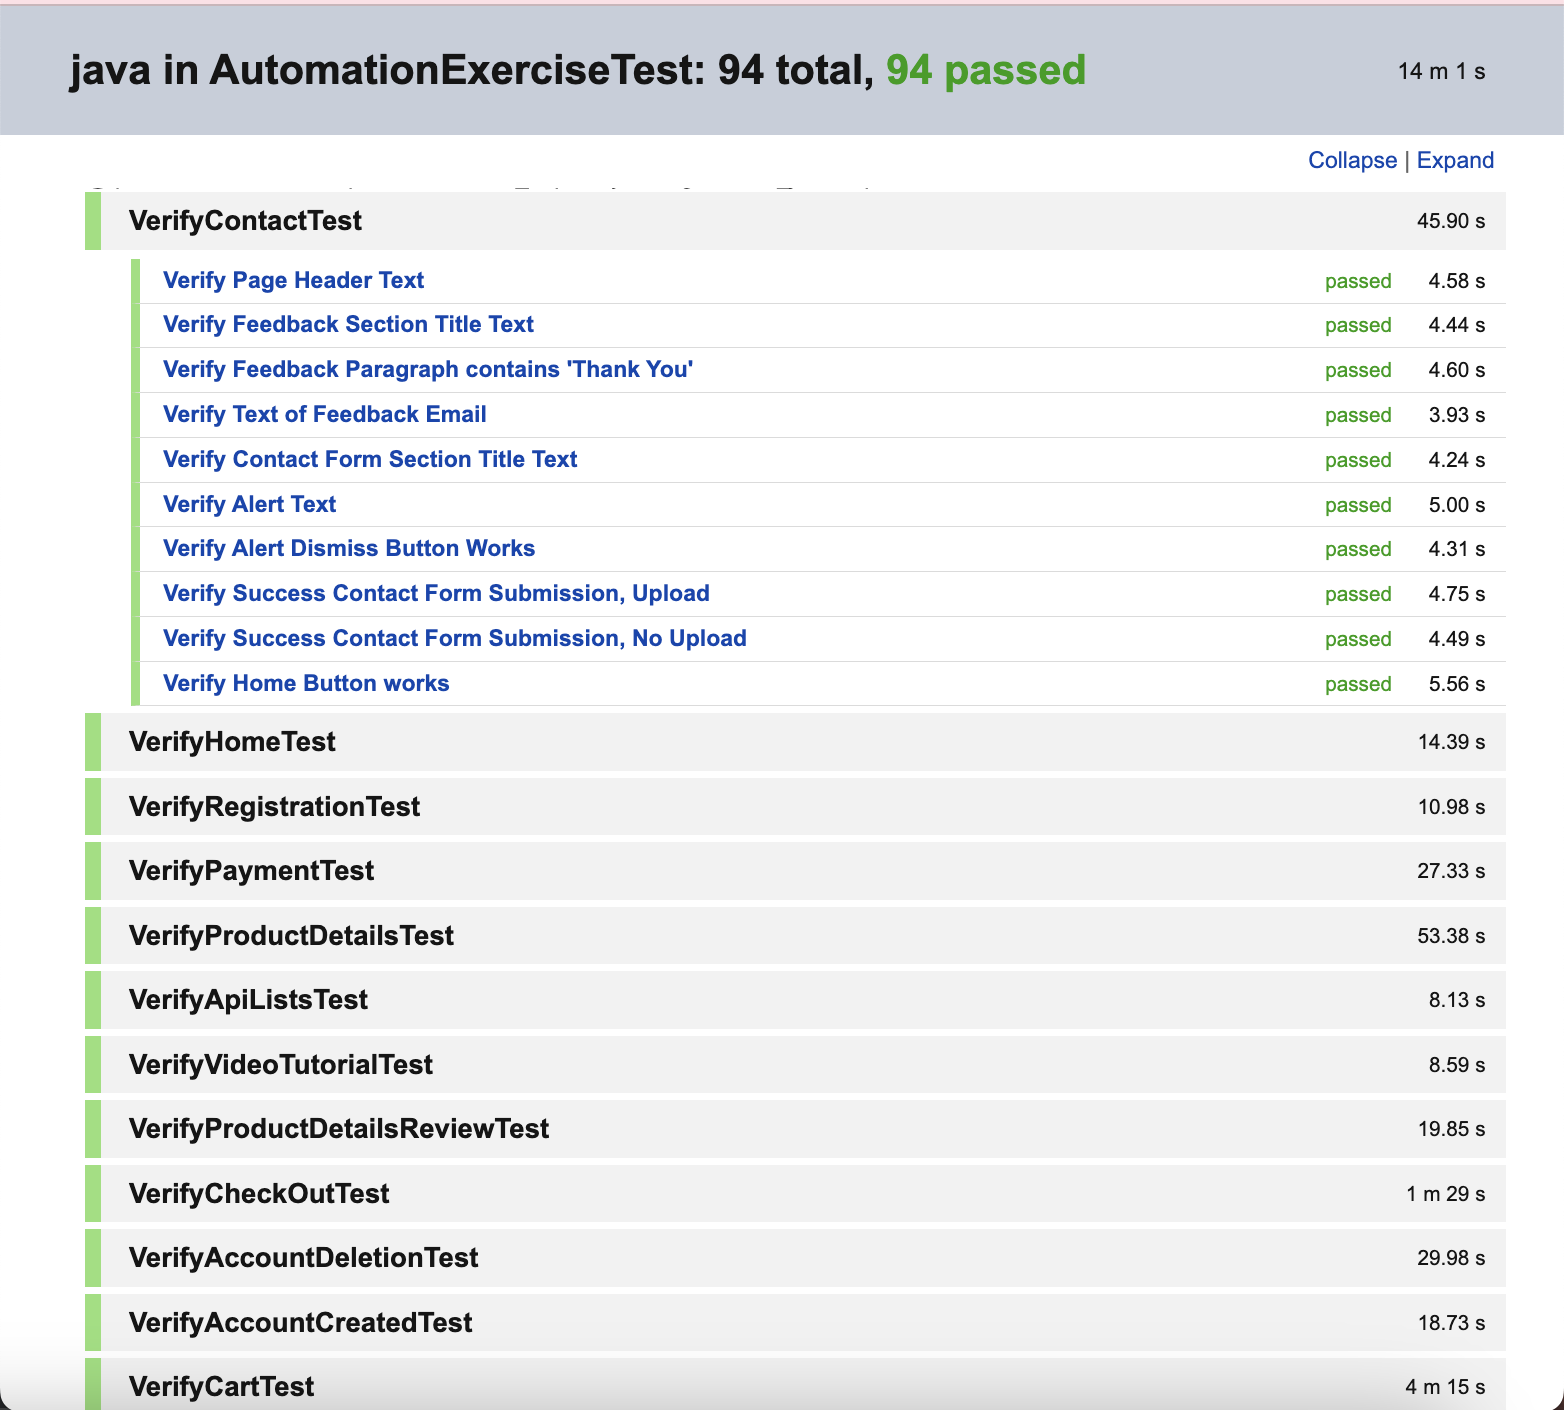 java in AutomationExerciseTest: 94 total, 94 passed 14 m 1 s
Collapse | Expand
VerifyContactTest 45.90 s
Verify Page Header Text passed 4.58 s
Verify Feedback Section Title Text passed 4.44 s
Verify Feedback Paragraph contains 'Thank You' passed 4.60 s
Verify Text of Feedback Email passed 3.93 s
Verify Contact Form Section Title Text passed 4.24 s
Verify Alert Text passed 5.00 s
Verify Alert Dismiss Button Works passed 4.31 s
Verify Success Contact Form Submission, Upload passed 4.75 s
Verify Success Contact Form Submission, No Upload passed 4.49 s
Verify Home Button works passed 5.56 s
VerifyHomeTest 14.39 s
VerifyRegistrationTest 10.98 s
VerifyPaymentTest 27.33 s
VerifyProductDetailsTest 53.38 s
VerifyApiListsTest 8.13 s
VerifyVideoTutorialTest 8.59 s
VerifyProductDetailsReviewTest 19.85 s
VerifyCheckOutTest 1 m 29 s
VerifyAccountDeletionTest 29.98 s
VerifyAccountCreatedTest 18.73 s
VerifyCartTest 4 m 15 s